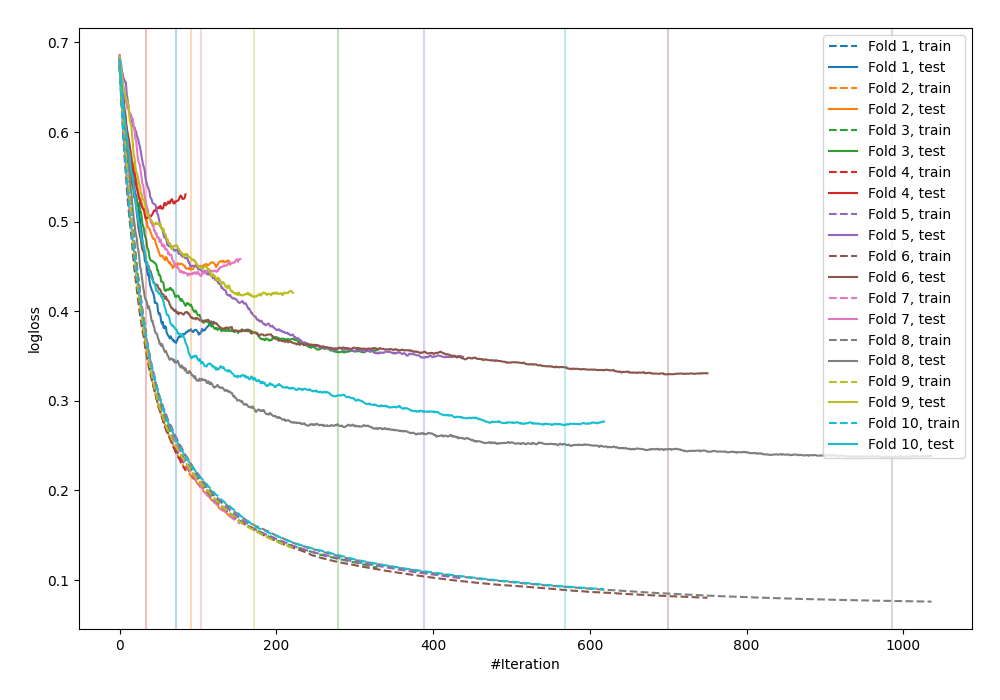 0.7
0.6
0.5
0.4
0.3
0.2
0.1
logloss
0
200
400
600
800
1000
#Iteration
Fold 1, train
Fold 1, test
Fold 2, train
Fold 2, test
Fold 3, train
Fold 3, test
Fold 4, train
Fold 4, test
Fold 5, train
Fold 5, test
Fold 6, train
Fold 6, test
Fold 7, train
Fold 7, test
Fold 8, train
Fold 8, test
Fold 9, train
Fold 9, test
Fold 10, train
Fold 10, test